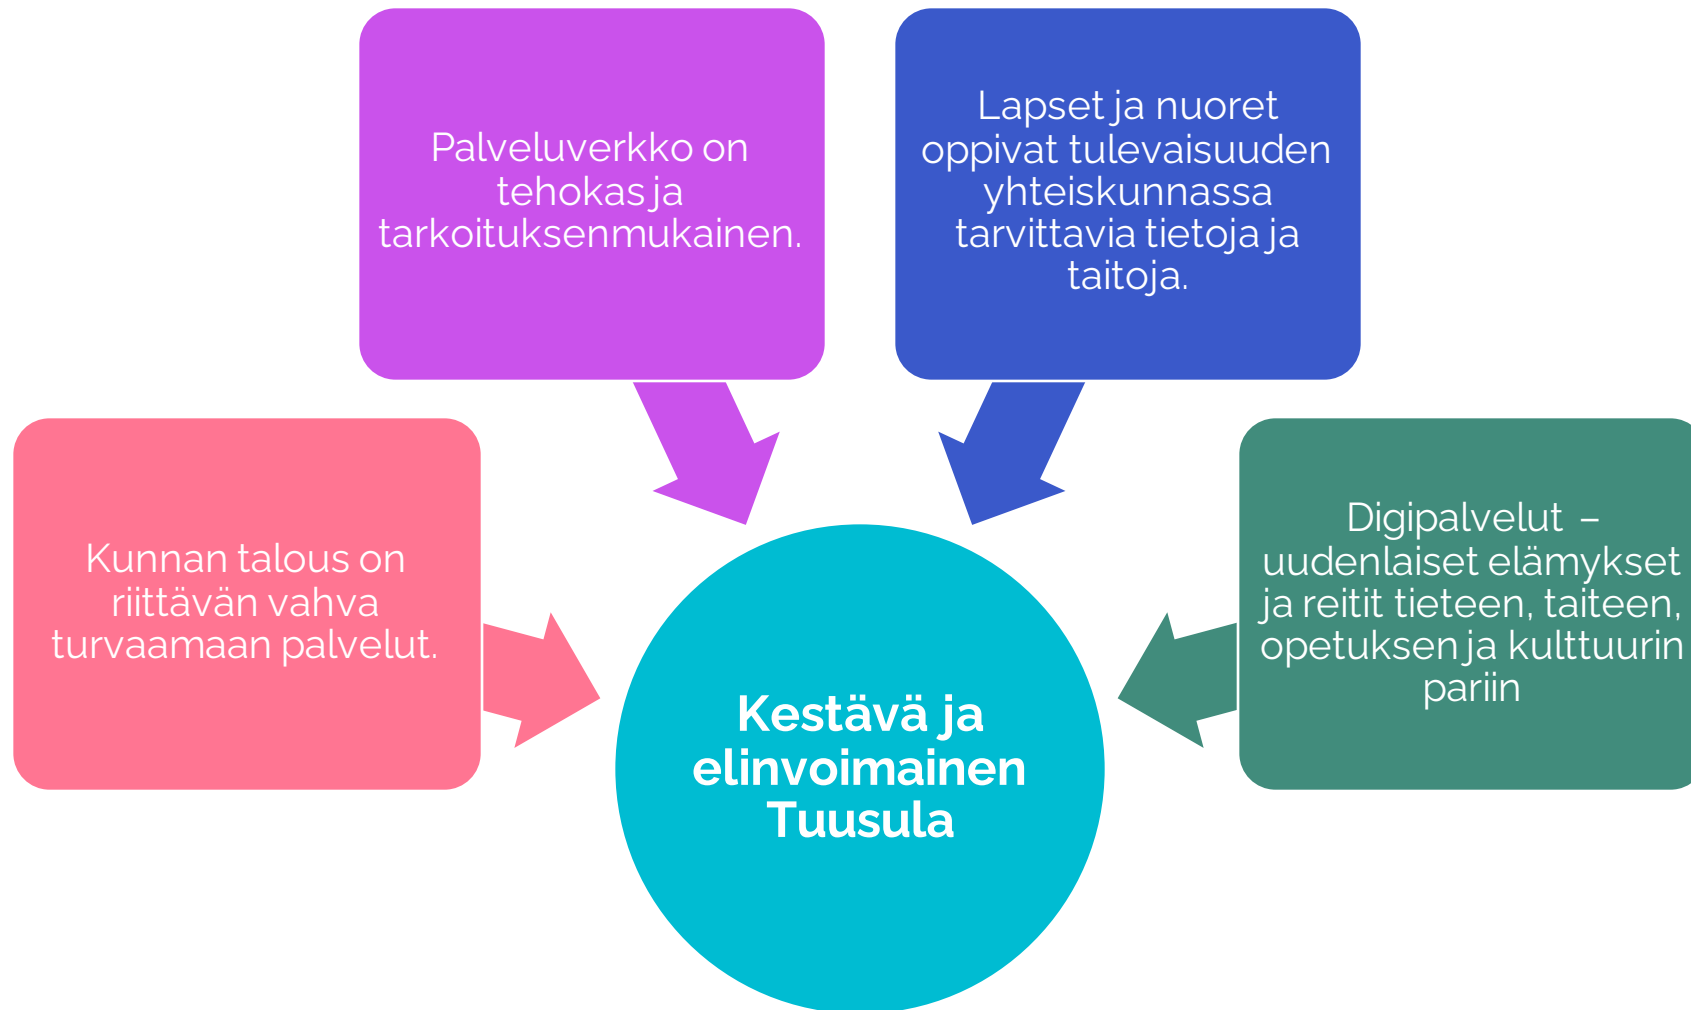 Palveluverkko on
tehokas ja
tarkoituksenmukainen.
Lapset ja nuoret
oppivat tulevaisuuden
yhteiskunnassa
tarvittavia tietoja ja
taitoja.
Kunnan talous on
riittävän vahva
turvaamaan palvelut.
Digipalvelut –
uudenlaiset elämykset
ja reitit tieteen, taiteen,
opetuksen ja kulttuurin
pariin
Kestävä ja
elinvoimainen
Tuusula